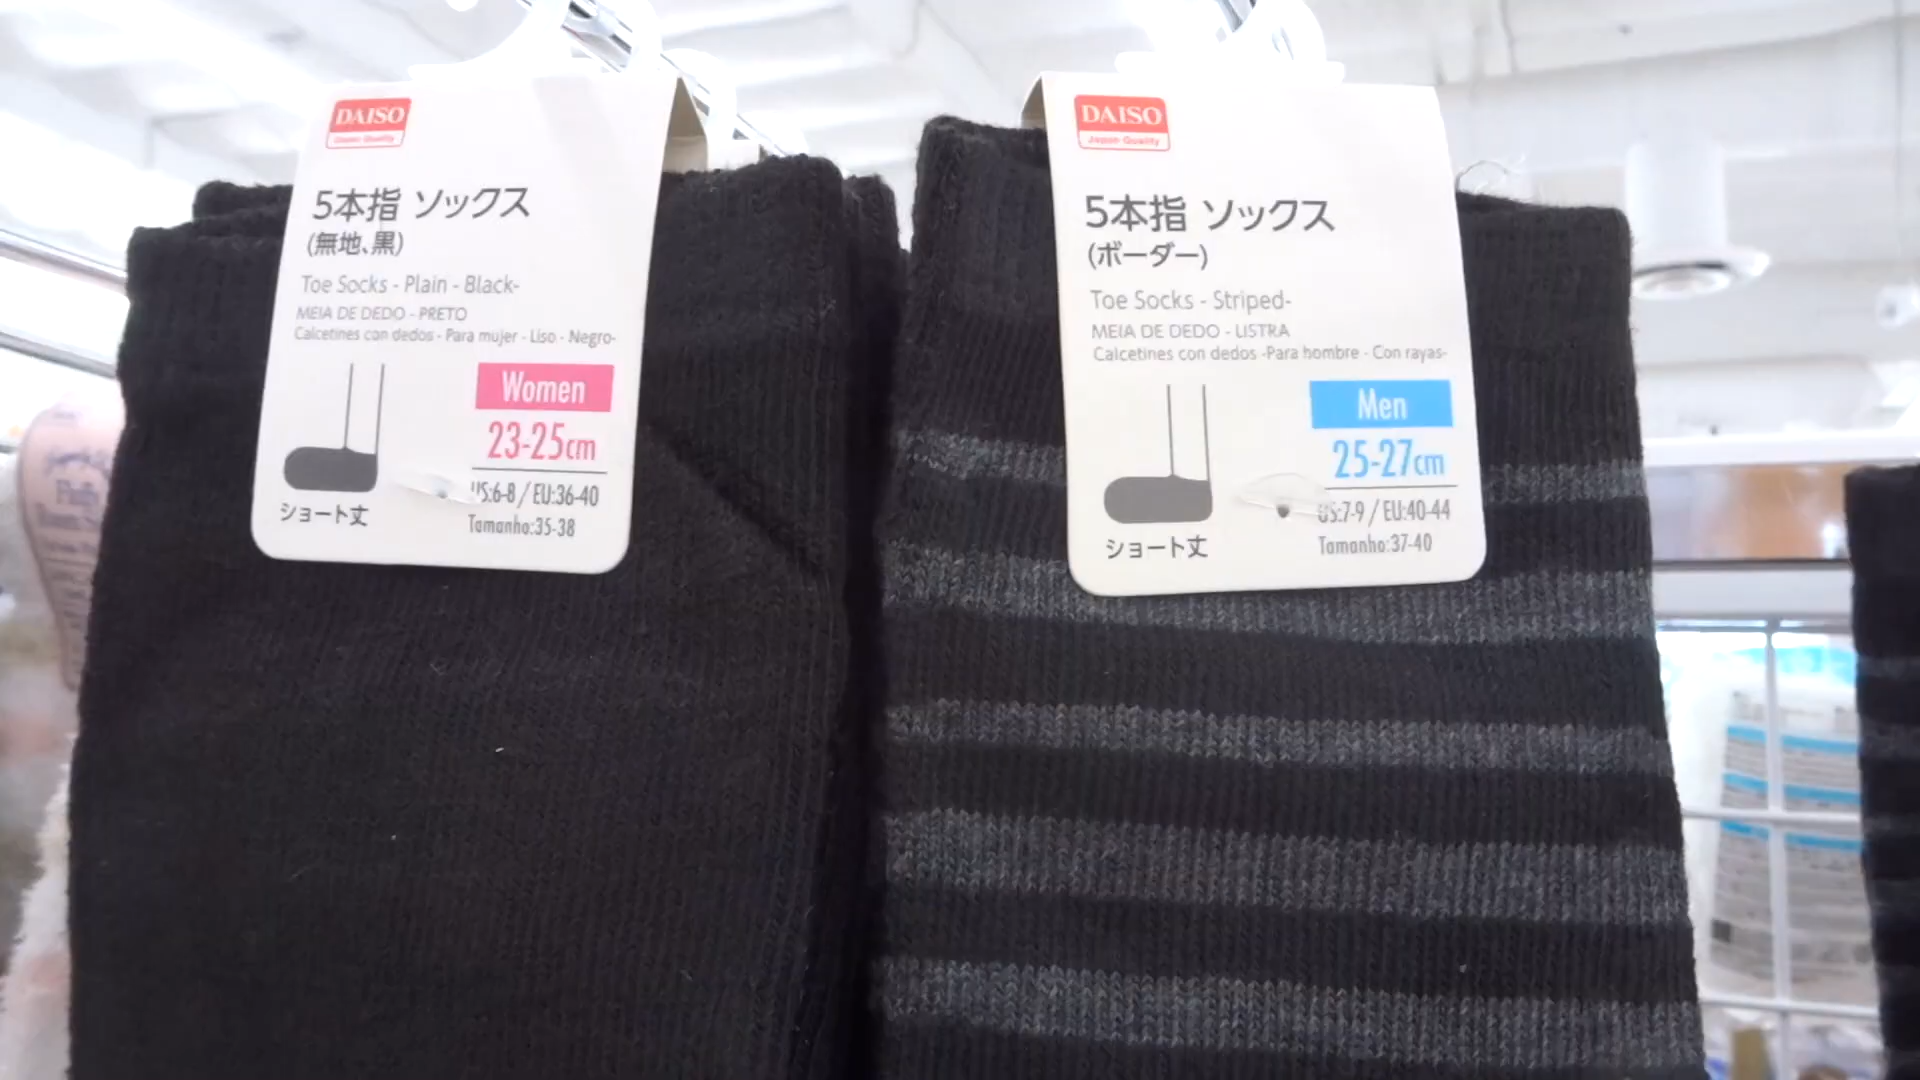 DAISO
Japan Quality
5本指 ソックス
(無地、黒)
Toe Socks - Plain - Black-
MEIA DE DEDO - PRETO
Calcetines con dedos - Para mujer - Liso - Negro-
Women
23-25cm
US:6-8 / EU:36-40
Tamanho:35-38
ショート丈
DAISO
Japan Quality
5本指 ソックス
(ボーダー)
Toe Socks - Striped-
MEIA DE DEDO - LISTRA
Calcetines con dedos -Para hombre - Con rayas-
Men
25-27cm
US:7-9 / EU:40-44
Tamanho:37-40
ショート丈